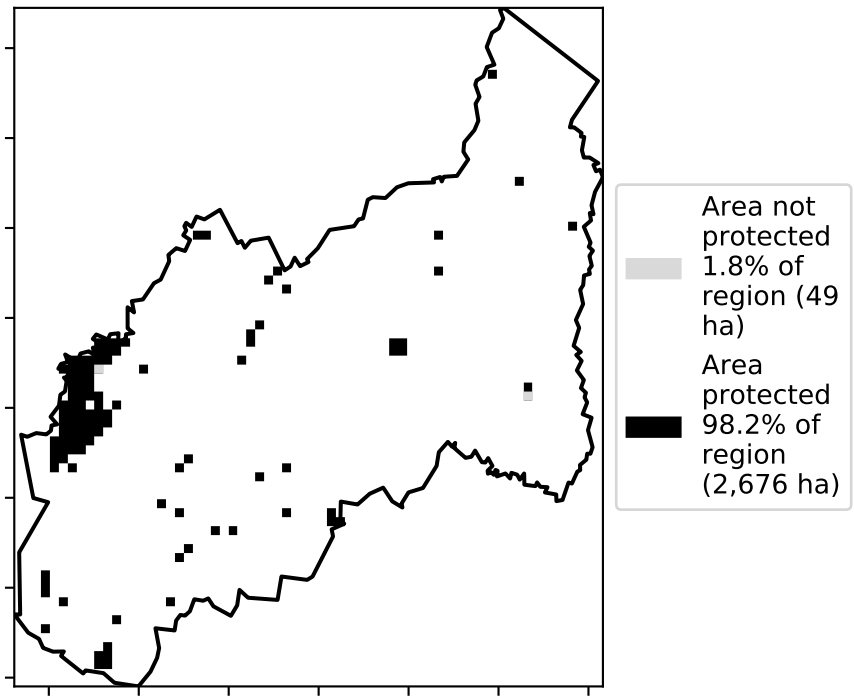 Area not
protected
1.8% of
region (49
ha)
Area
protected
98.2% of
region
(2,676 ha)